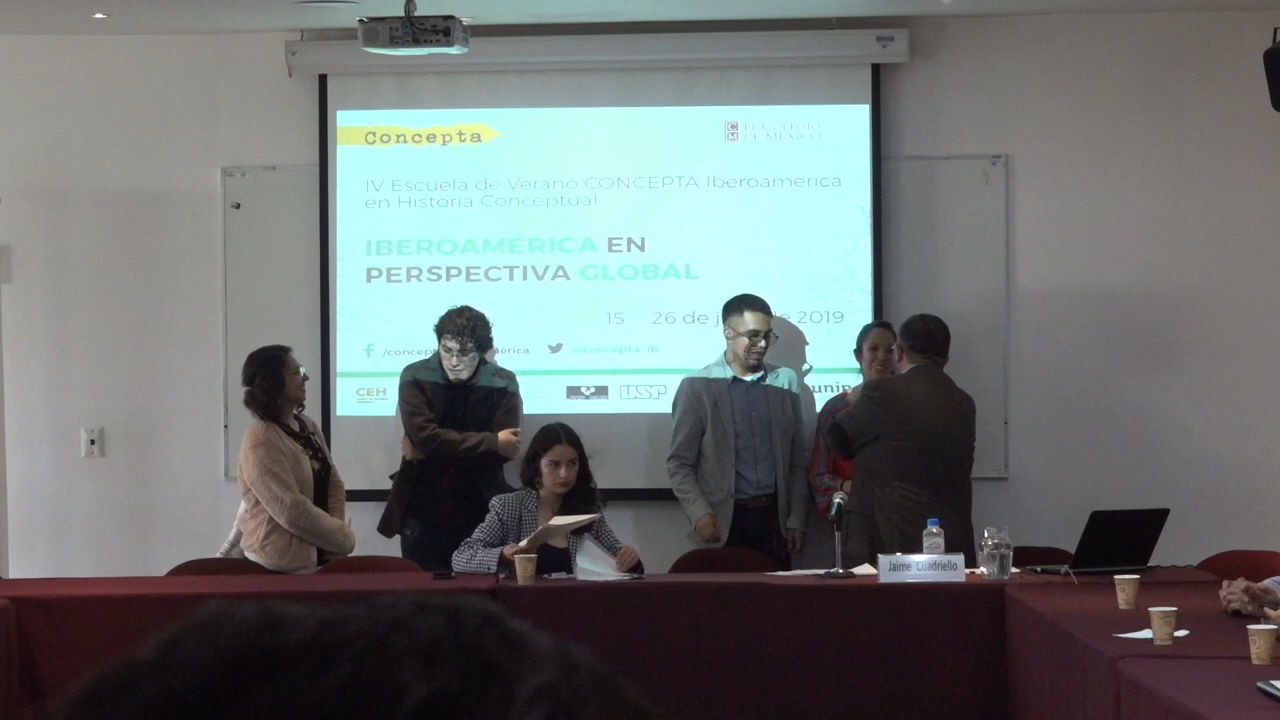 Concepta
EL COLEGIO
DE MÉXICO
IV Escuela de Verano CONCEPTA Iberoamérica
en Historia Conceptual
IBEROAMÉRICA EN
PERSPECTIVA GLOBAL
15 26 de 2019
@concepta_ib
CEH
USP
Jaime Cuadriello